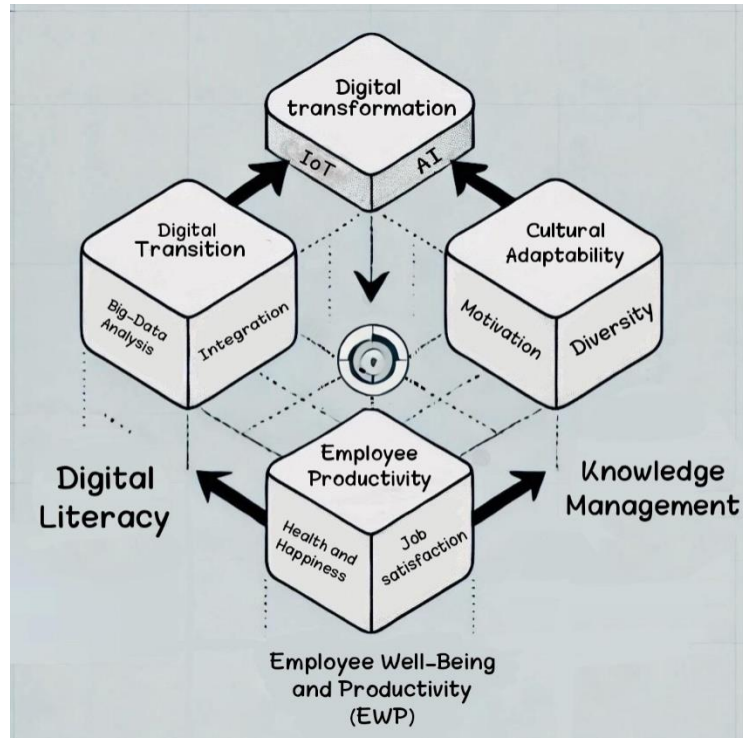 Digital
transformation
IoT
AI
Digital
Transition
Big-Data
Analysis
Integration
Cultural
Adaptability
Motivation
Diversity
Employee
Productivity
Health and
Happiness
Job
satisfaction
Digital
Literacy
Knowledge
Management
Employee Well-Being
and Productivity
(EWP)